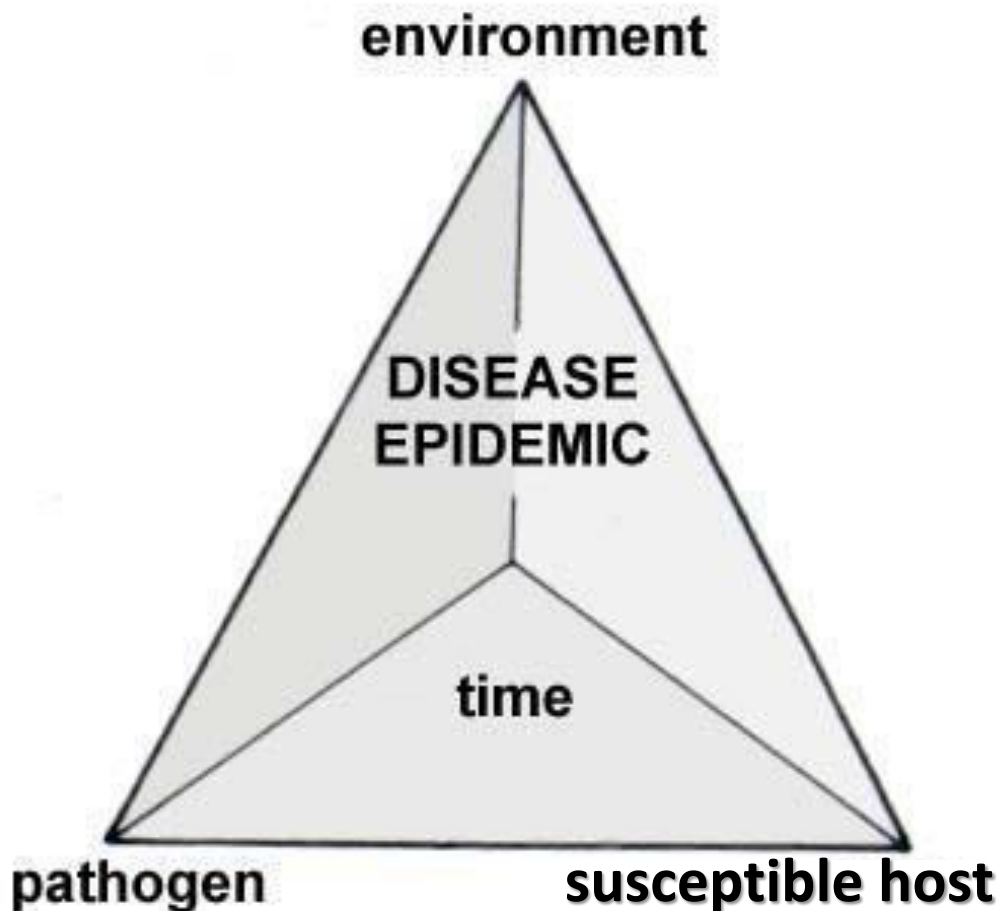 environment
DISEASE
EPIDEMIC
time
pathogen
susceptible host